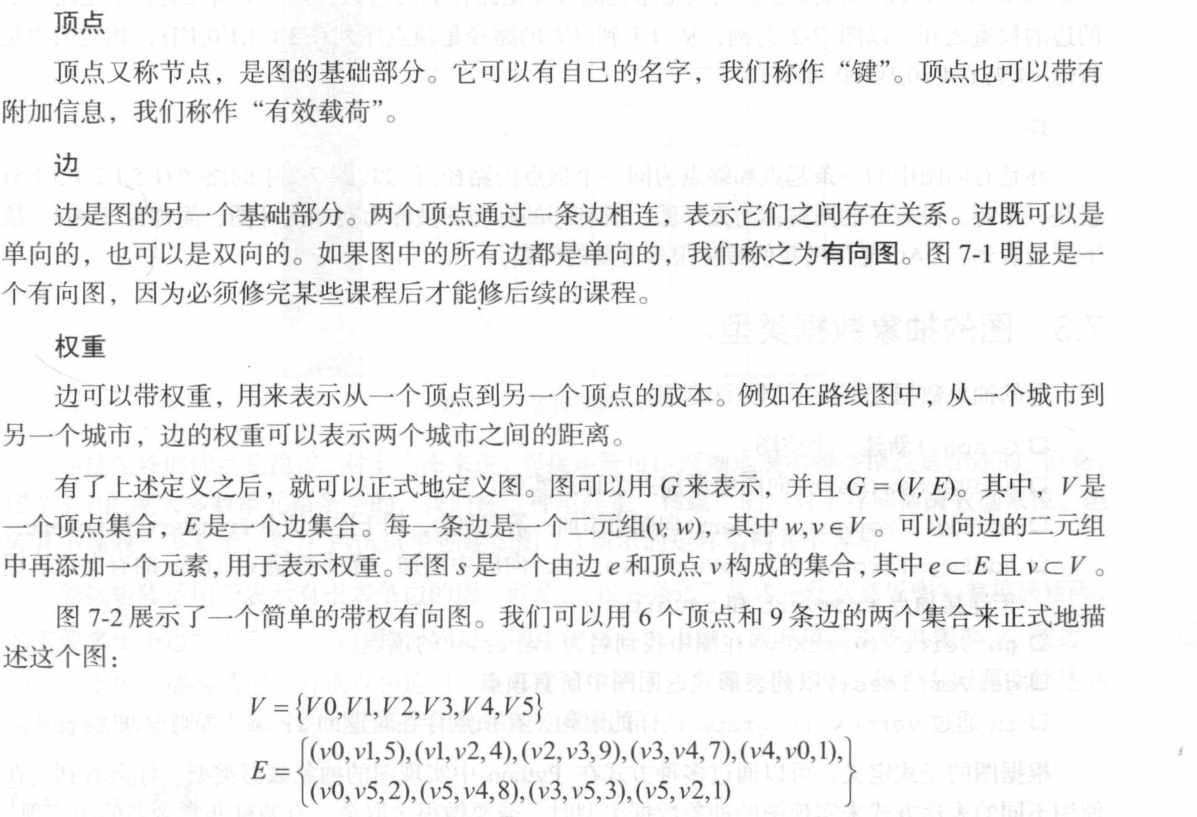 顶点
顶点又称节点，是图的基础部分。它可以有自己的名字，我们称作“键”。顶点也可以带有
附加信息，我们称作“有效载荷”。
边
边是图的另一个基础部分。两个顶点通过一条边相连，表示它们之间存在关系。边既可以是
单向的，也可以是双向的。如果图中的所有边都是单向的，我们称之为有向图。图 7-1 明显是一
个有向图，因为必须修完某些课程后才能修后续的课程。
权重
边可以带权重，用来表示从一个顶点到另一个顶点的成本。例如在路线图中，从一个城市到
另一个城市，边的权重可以表示两个城市之间的距离。
有了上述定义之后，就可以正式地定义图。图可以用 G 来表示，并且 G = (V, E)。其中，V 是
一个顶点集合，E 是一个边集合。每一条边是一个二元组(v, w)，其中 w, v ∈ V 。可以向边的二元组
中再添加一个元素，用于表示权重。子图 s 是一个由边 e 和顶点 v 构成的集合，其中 e ⊂ E 且 v ⊂ V 。
图 7-2 展示了一个简单的带权有向图。我们可以用 6 个顶点和 9 条边的两个集合来正式地描
述这个图：
V = {V0,V1,V2,V3,V4,V5}
E = {(v0,v1,5),(v1,v2,4),(v2,v3,9),(v3,v4,7),(v4,v0,1),
(v0,v5,2),(v5,v4,8),(v3,v5,3),(v5,v2,1)}